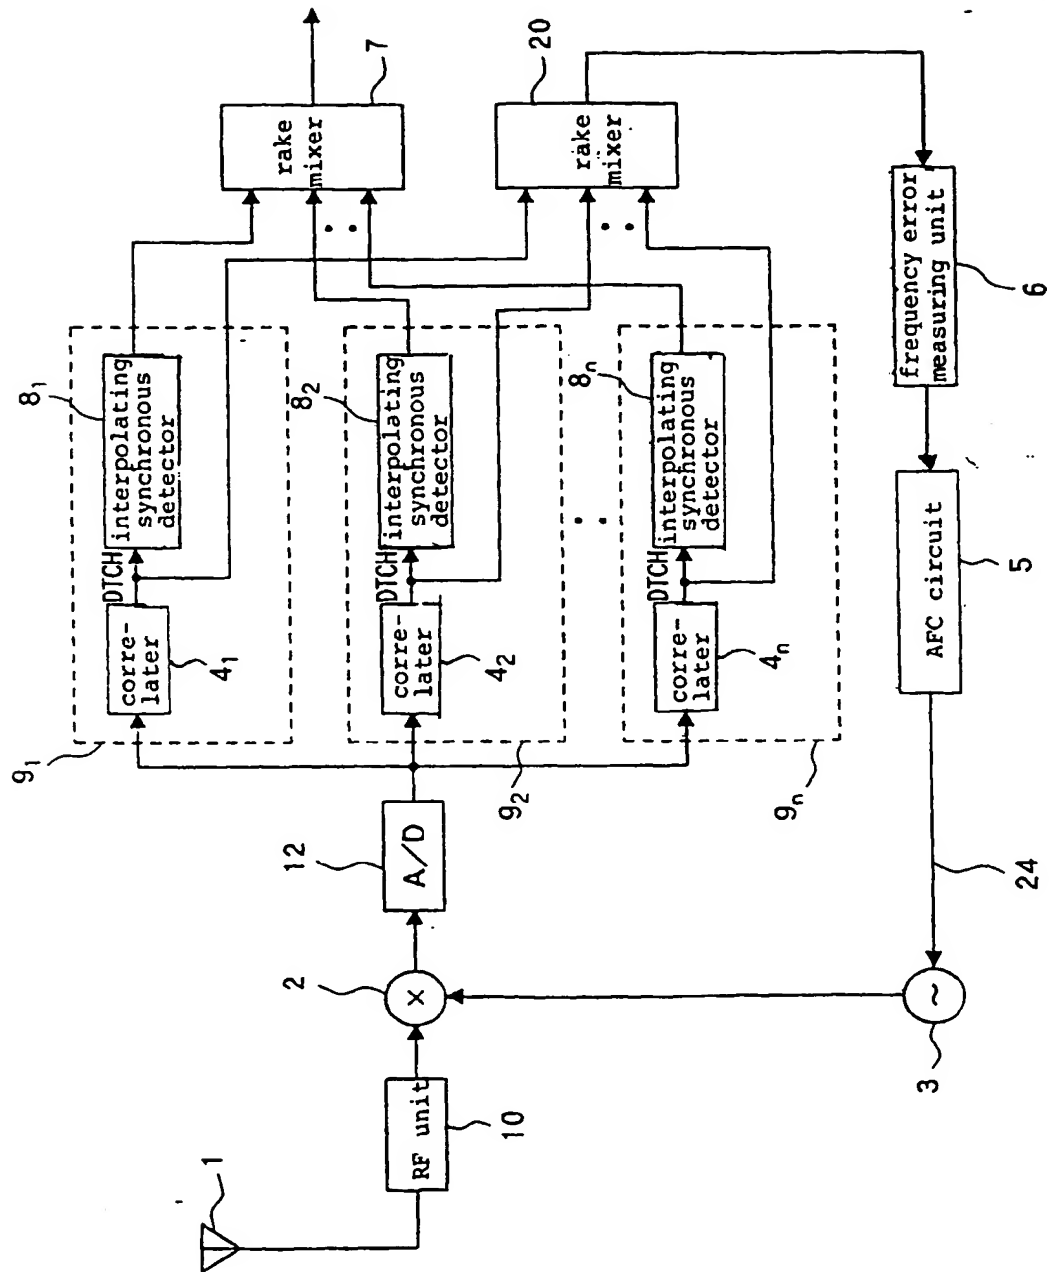 1
RF unit
10
2
×
3
~
24
12
A/D
9₁
corre-
later
4₁
DTCH
interpolating
synchronous
detector
8₁
9₂
corre-
later
4₂
DTCH
interpolating
synchronous
detector
8₂
9ₙ
corre-
later
4ₙ
DTCH
interpolating
synchronous
detector
8ₙ
rake
mixer
7
rake
mixer
20
frequency error
measuring unit
6
AFC circuit
5